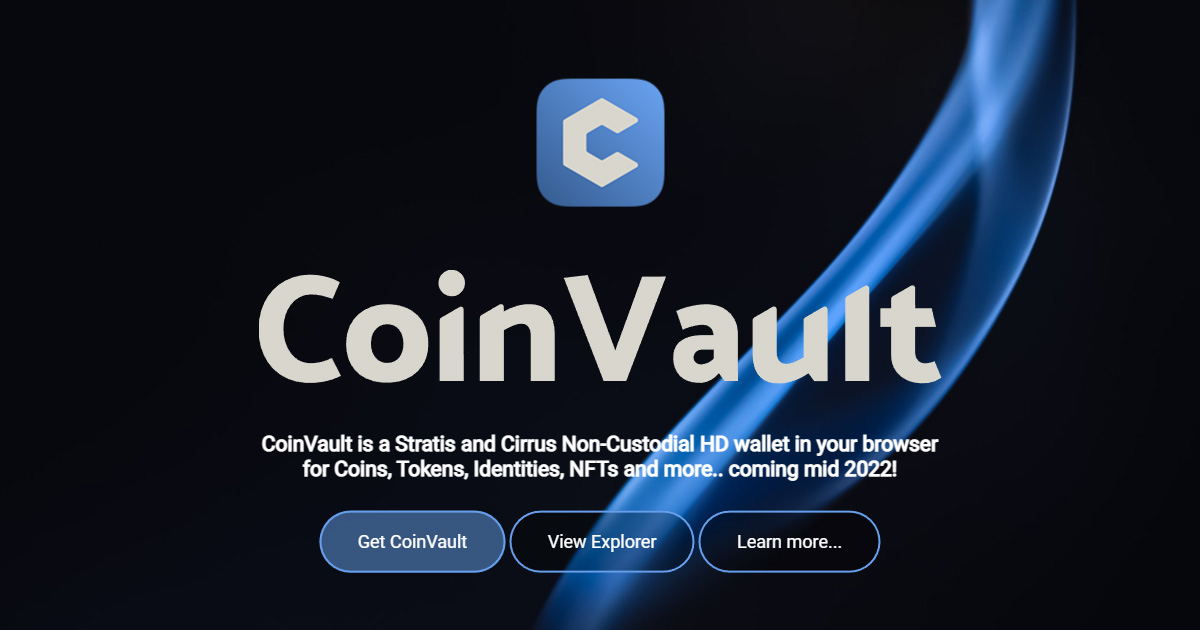 CoinVault
CoinVault is a Stratis and Cirrus Non-Custodial HD wallet in your browser
for Coins, Tokens, Identities, NFTs and more.. coming mid 2022!
Get CoinVault
View Explorer
Learn more...